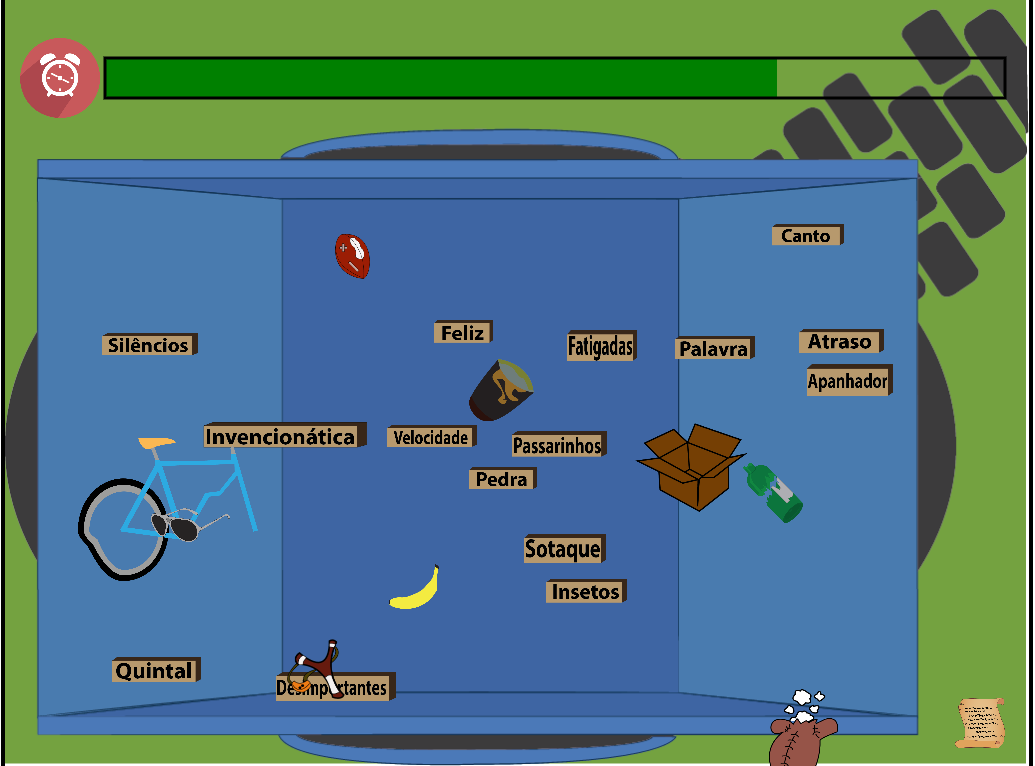 Canto
Silêncios
Feliz
Fatigadas
Palavra
Atraso
Apanhador
Invencionática
Velocidade
Passarinhos
Pedra
Sotaque
Insetos
Quintal
Desimportantes